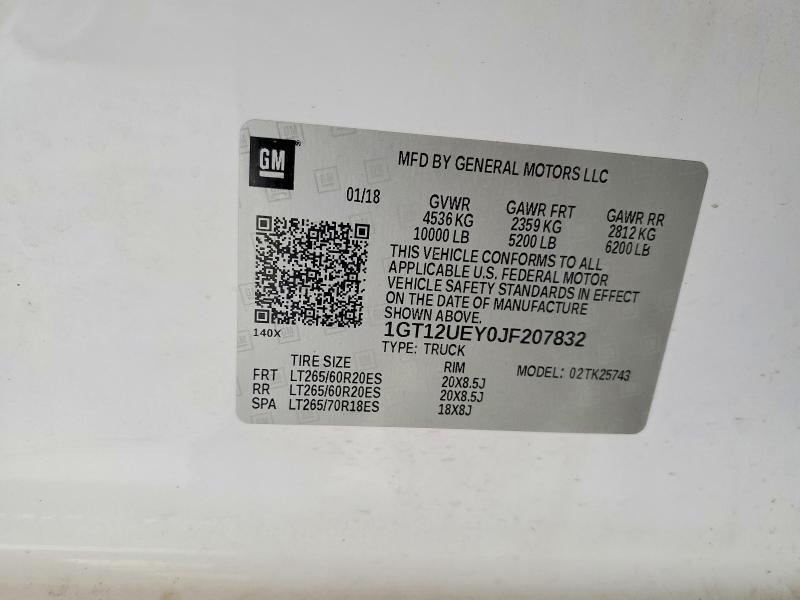 GM
MFD BY GENERAL MOTORS LLC
01/18
GVWR GAWR FRT GAWR RR
4536 KG 2359 KG 2812 KG
10000 LB 5200 LB 6200 LB
THIS VEHICLE CONFORMS TO ALL
APPLICABLE U.S. FEDERAL MOTOR
VEHICLE SAFETY STANDARDS IN EFFECT
ON THE DATE OF MANUFACTURE
SHOWN ABOVE.
140X
1GT12UEY0JF207832
TYPE: TRUCK
TIRE SIZE RIM MODEL: 02TK25743
FRT LT265/60R20ES 20X8.5J
RR LT265/60R20ES 20X8.5J
SPA LT265/70R18ES 18X8J